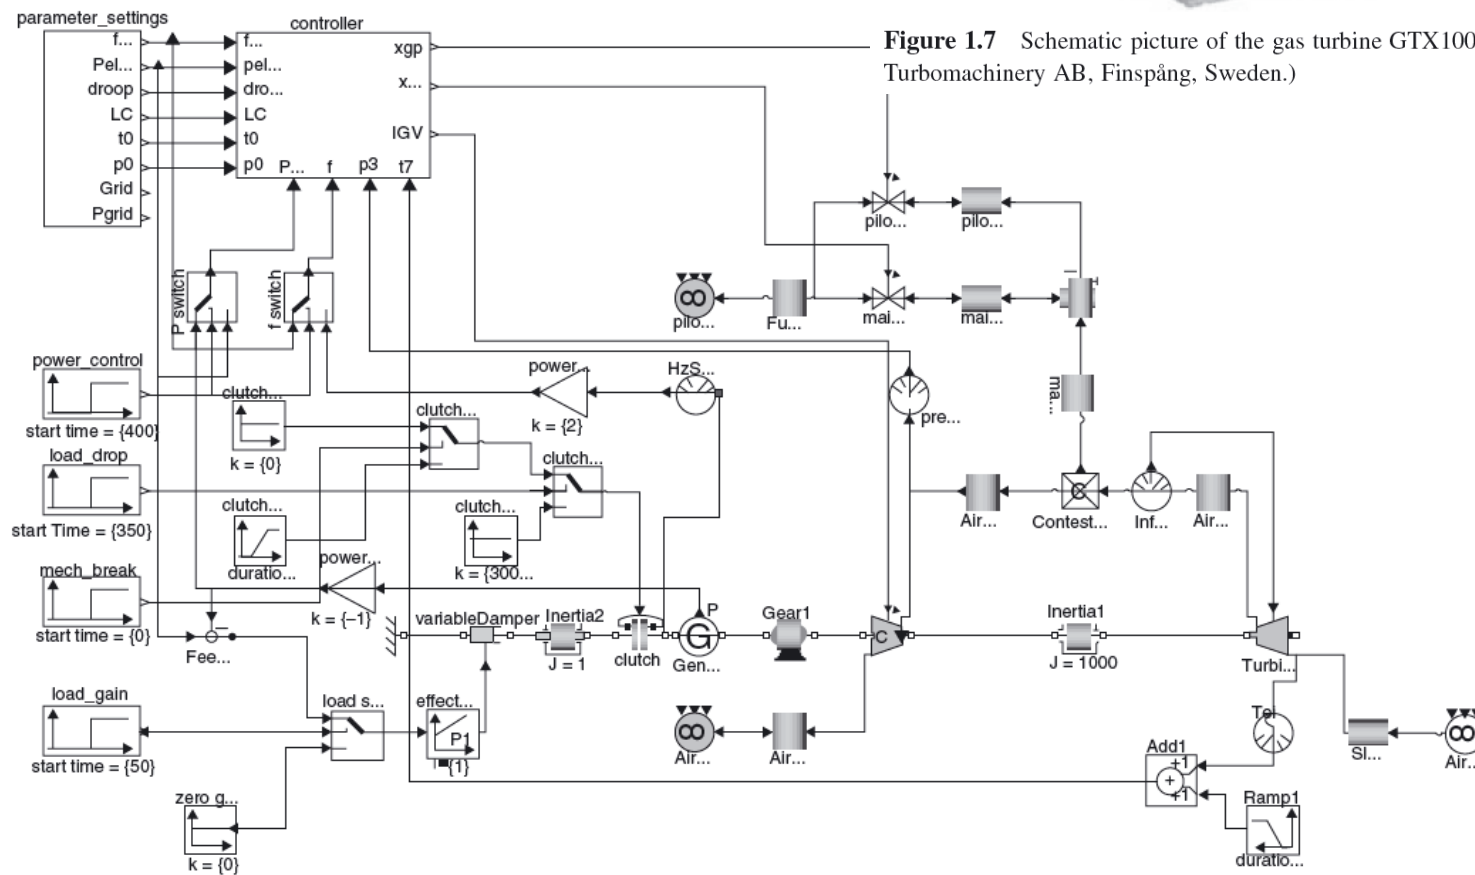 parameter_settings
f...
Pel...
droop
LC
t0
p0
Grid
Pgrid
controller
f...
pel...
dro...
LC
t0
p0
P...
f
p3
t7
xgp
x...
IGV
Figure 1.7 Schematic picture of the gas turbine GTX100
Turbomachinery AB, Finspång, Sweden.)
P switch
f switch
pilo...
pilo...
pilo...
Fu...
mai...
mai...
power_control
start time = {400}
clutch...
k = {0}
clutch...
power...
k = {2}
HzS...
pre...
ma...
load_drop
start Time = {350}
clutch...
duratio...
clutch...
k = {300...
clutch...
Air...
C
Contest...
Inf...
Air...
mech_break
start time = {0}
power...
k = {−1}
Fee...
variableDamper
Inertia2
J = 1
clutch
P
G
Gen...
Gear1
C
Inertia1
J = 1000
Turbi...
load_gain
start time = {50}
load s...
effect...
P1
{1}
Air...
Air...
Add1
+1
+
+1
Ramp1
duratio...
Air...
zero g...
k = {0}